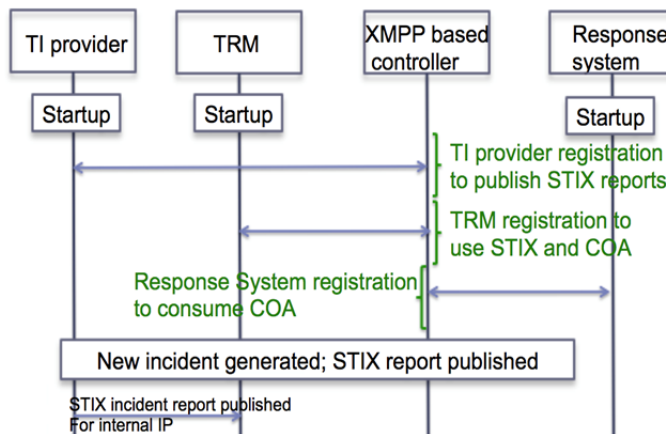 TI provider
TRM
XMPP based
controller
Response
system
Startup
Startup
Startup
TI provider registration
to publish STIX reports
TRM registration to
use STIX and COA
Response System registration
to consume COA
New incident generated; STIX report published
STIX incident report published
For internal IP